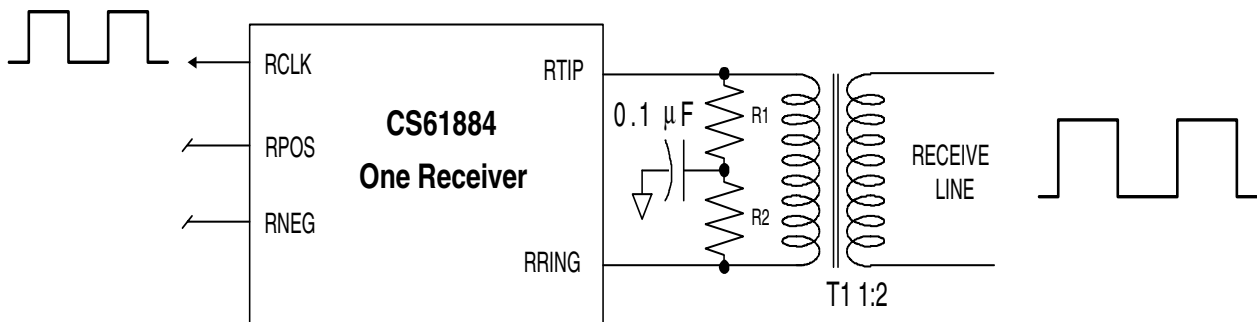 RCLK
RTIP
0.1 μF
R1
CS61884
One Receiver
RPOS
RECEIVE
LINE
R2
RNEG
RRING
T1 1:2